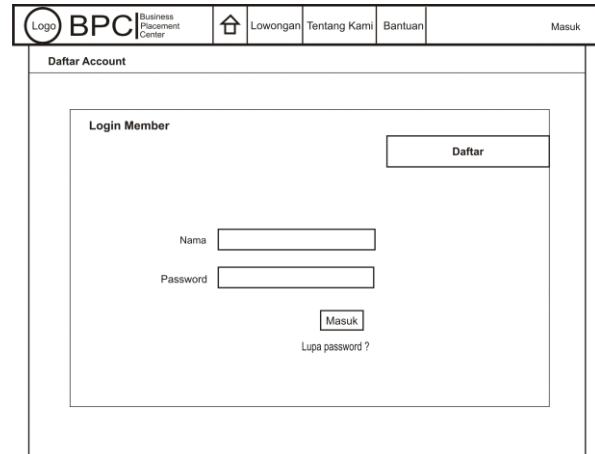 Logo BPC Business Placement Center Lowongan Tentang Kami Bantuan Masuk
Daftar Account
Login Member
Daftar
Nama
Password
Masuk
Lupa password ?